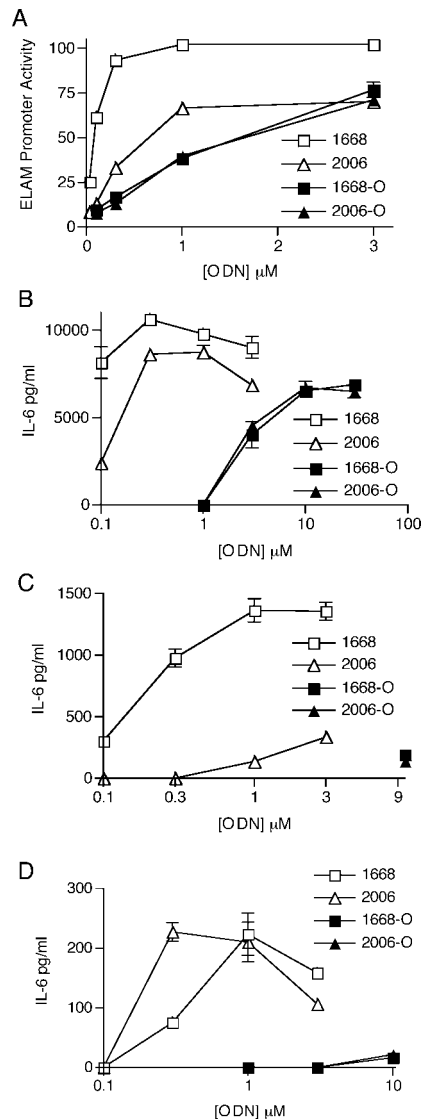 A
ELAM Promoter Activity
100
75
50
25
0
0
1
2
3
[ODN] μM
1668
2006
1668-O
2006-O
B
IL-6 pg/ml
10000
5000
0
0.1
1
10
100
[ODN] μM
1668
2006
1668-O
2006-O
C
IL-6 pg/ml
1500
1000
500
0
0.1
0.3
1
3
9
[ODN] μM
1668
2006
1668-O
2006-O
D
IL-6 pg/ml
300
200
100
0
0.1
1
10
[ODN] μM
1668
2006
1668-O
2006-O